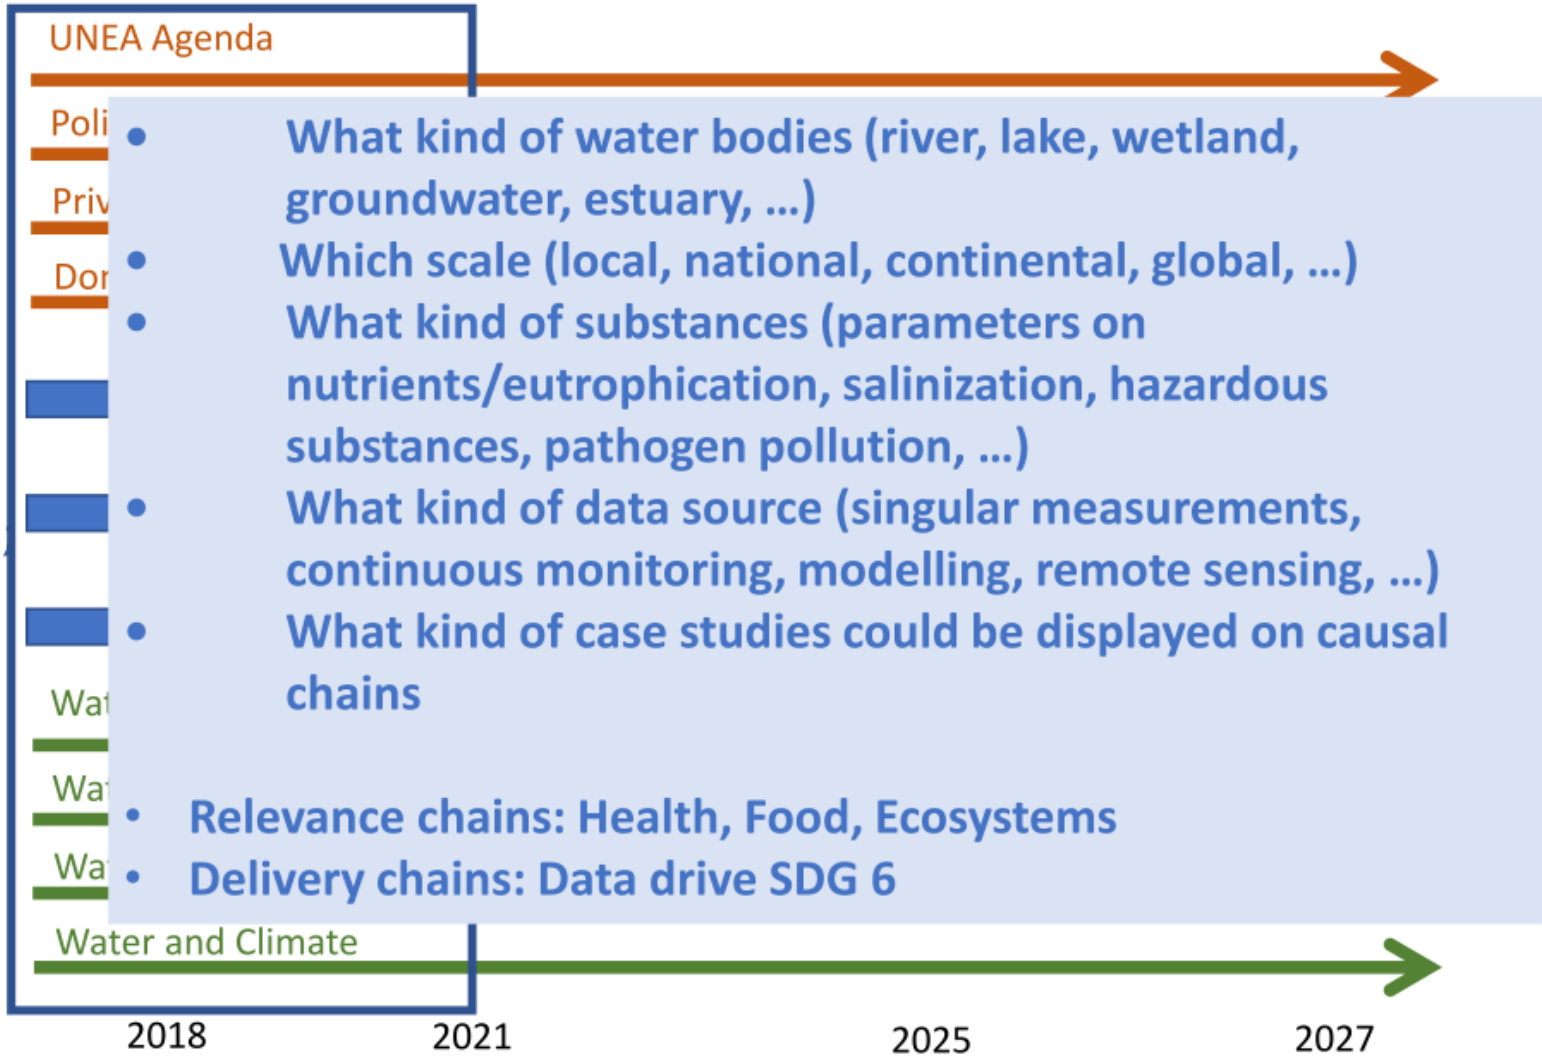 UNEA Agenda
• What kind of water bodies (river, lake, wetland,
groundwater, estuary, ...)
• Which scale (local, national, continental, global, ...)
• What kind of substances (parameters on
nutrients/eutrophication, salinization, hazardous
substances, pathogen pollution, ...)
• What kind of data source (singular measurements,
continuous monitoring, modelling, remote sensing, ...)
• What kind of case studies could be displayed on causal
chains
• Relevance chains: Health, Food, Ecosystems
• Delivery chains: Data drive SDG 6
Water and Climate
2018 2021 2025 2027